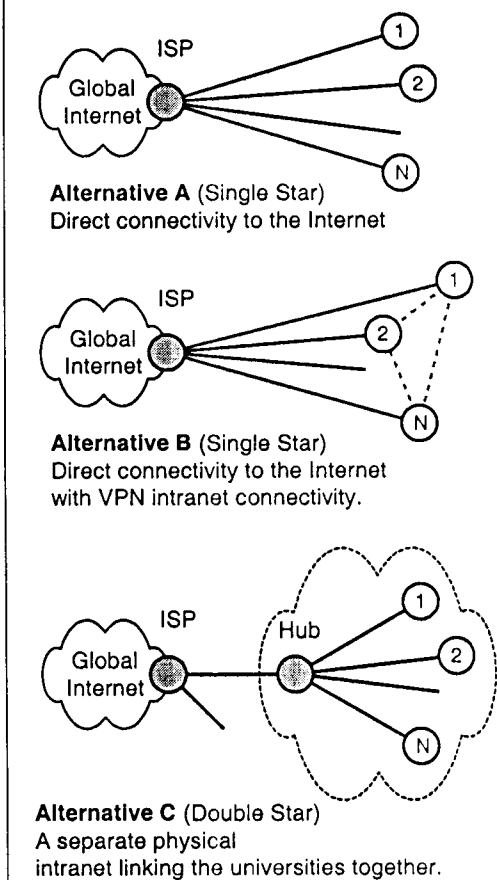 ISP
1
Global
Internet
2
N
Alternative A (Single Star)
Direct connectivity to the Internet
ISP
1
Global
Internet
2
N
Alternative B (Single Star)
Direct connectivity to the Internet
with VPN intranet connectivity.
ISP
Hub
1
Global
Internet
2
N
Alternative C (Double Star)
A separate physical
intranet linking the universities together.